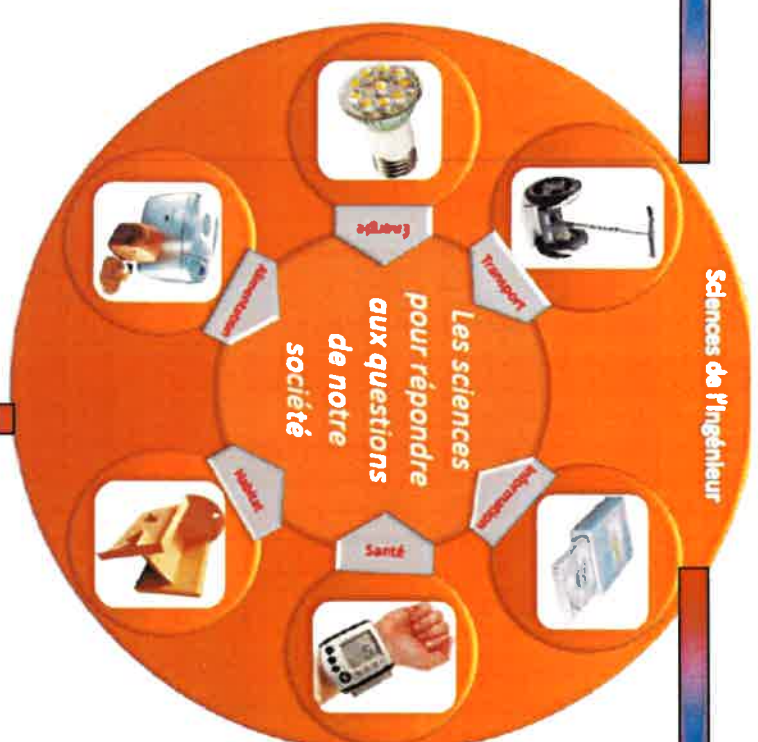 Sciences de l'Ingénieur
Transport
Information
Énergie
Les sciences
pour répondre
aux questions
de notre
société
Santé
Alimentation
Habitat